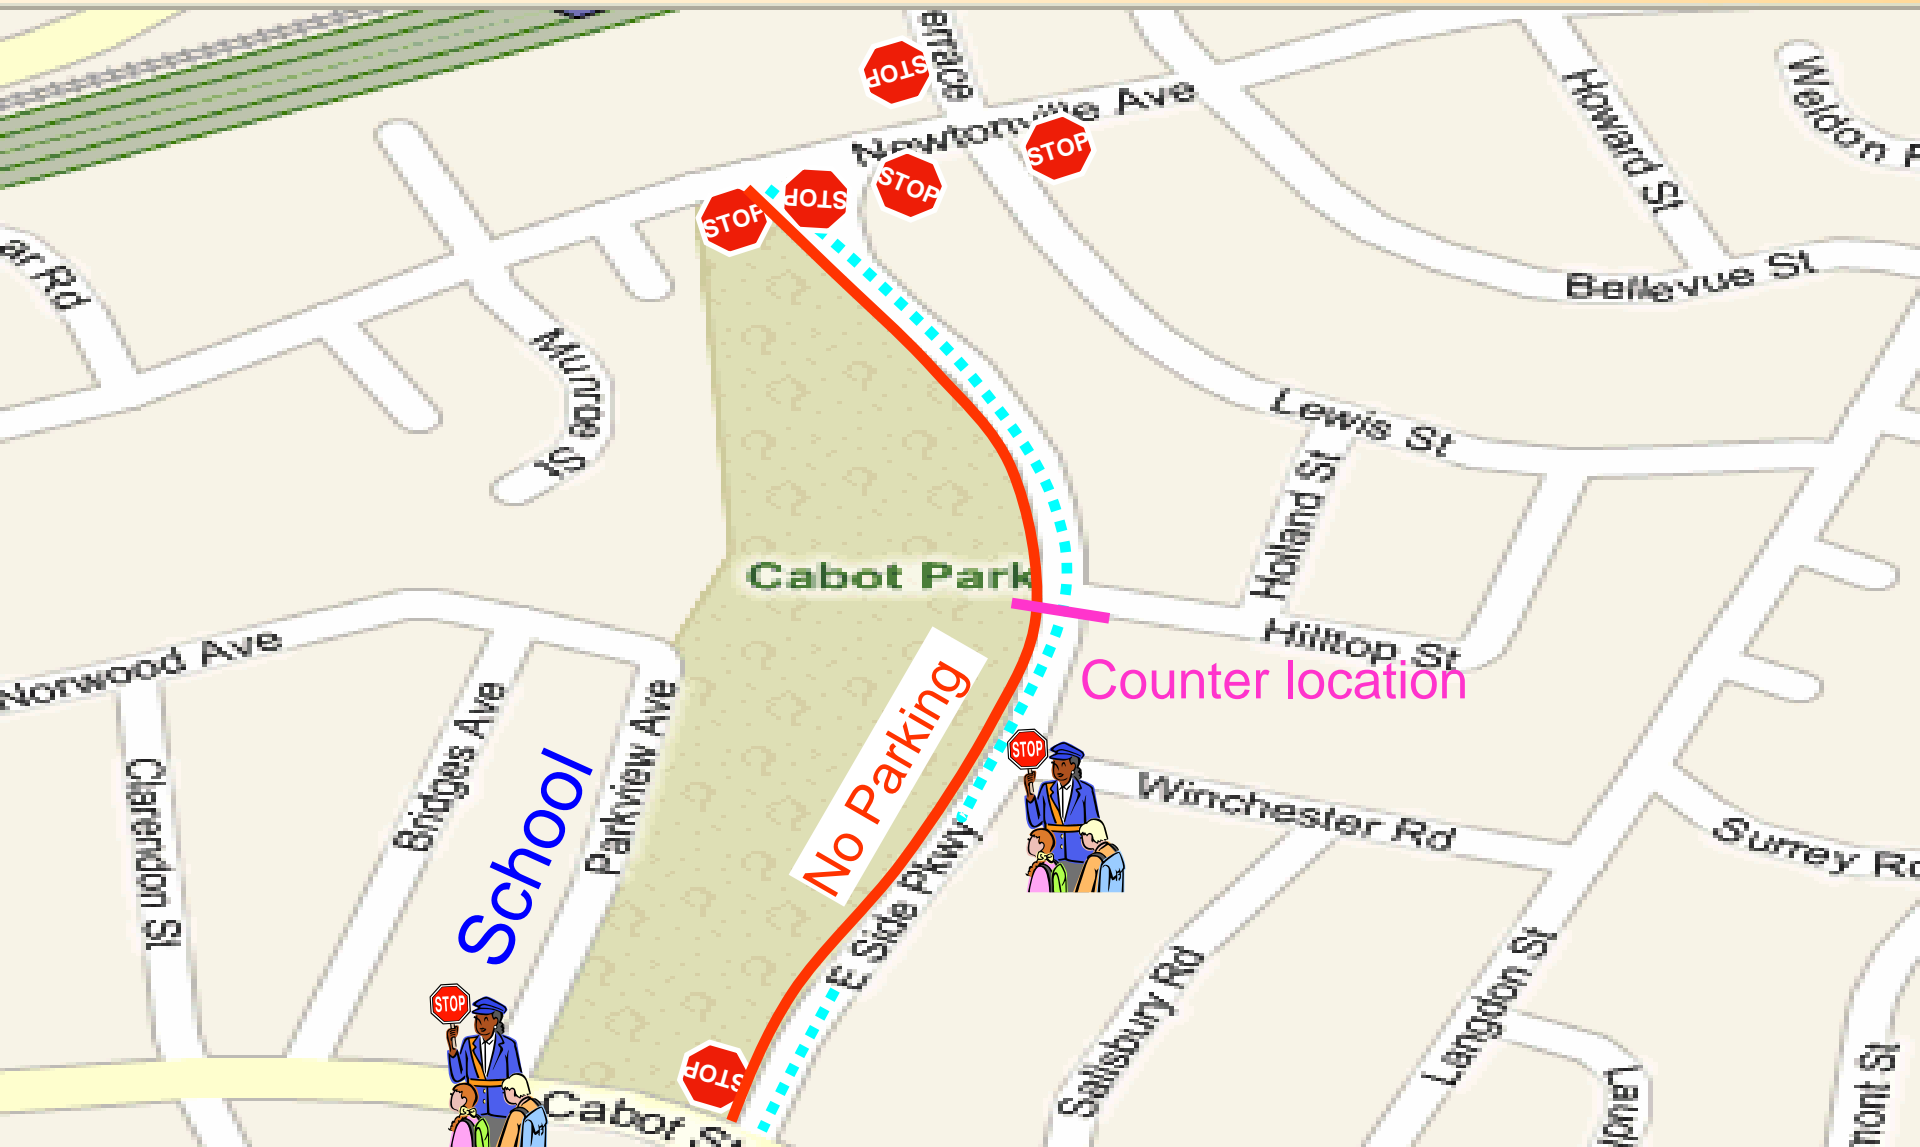 errace
STOP
Newtonville Ave
STOP
STOP
STOP
STOP
Howard St
Weldon
ar Rd
Bellevue St
Munroe St
Lewis St
Holland St
Cabot Park
Hilltop St
Counter location
Norwood Ave
Bridges Ave
Parkview Ave
School
No Parking
STOP
Winchester Rd
Surrey Rd
Clarendon St
E Side Pkwy
Salisbury Rd
Langdon St
STOP
STOP
Cabot St
mont St